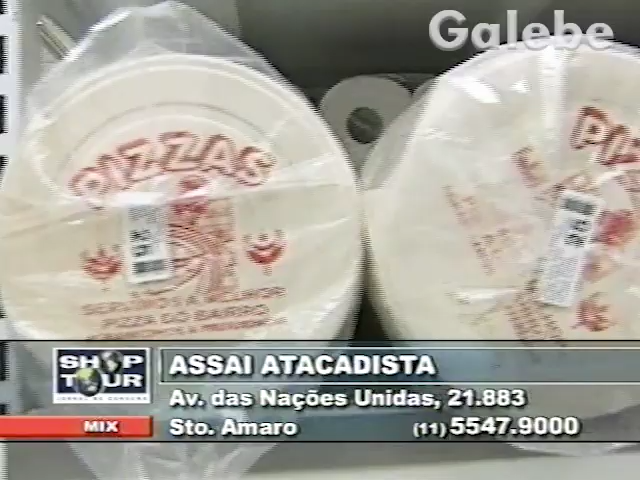 Galebe
PIZZAS
PIZZA DO BAIRRO
SHOP
TOUR
ASSAI ATACADISTA
Av. das Nações Unidas, 21.883
MIX
Sto. Amaro
(11) 5547.9000